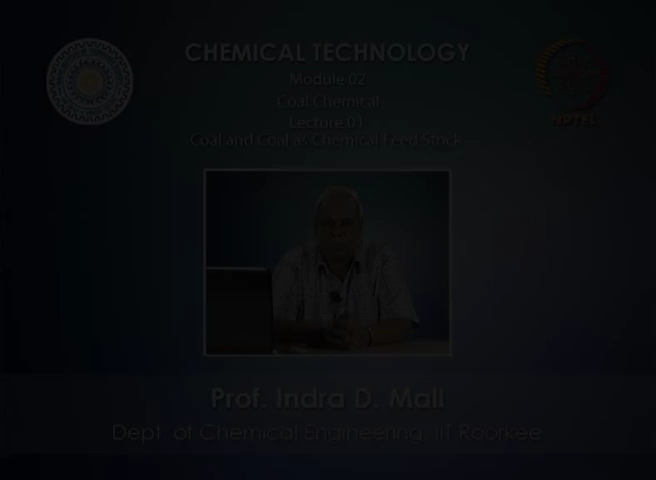 CHEMICAL TECHNOLOGY
Module 02
Coal Chemical
Lecture 01
Coal and Coal as Chemical Feed Stock
NPTEL
Prof. Indra D. Mall
Dept. of Chemical Engineering, IIT Roorkee